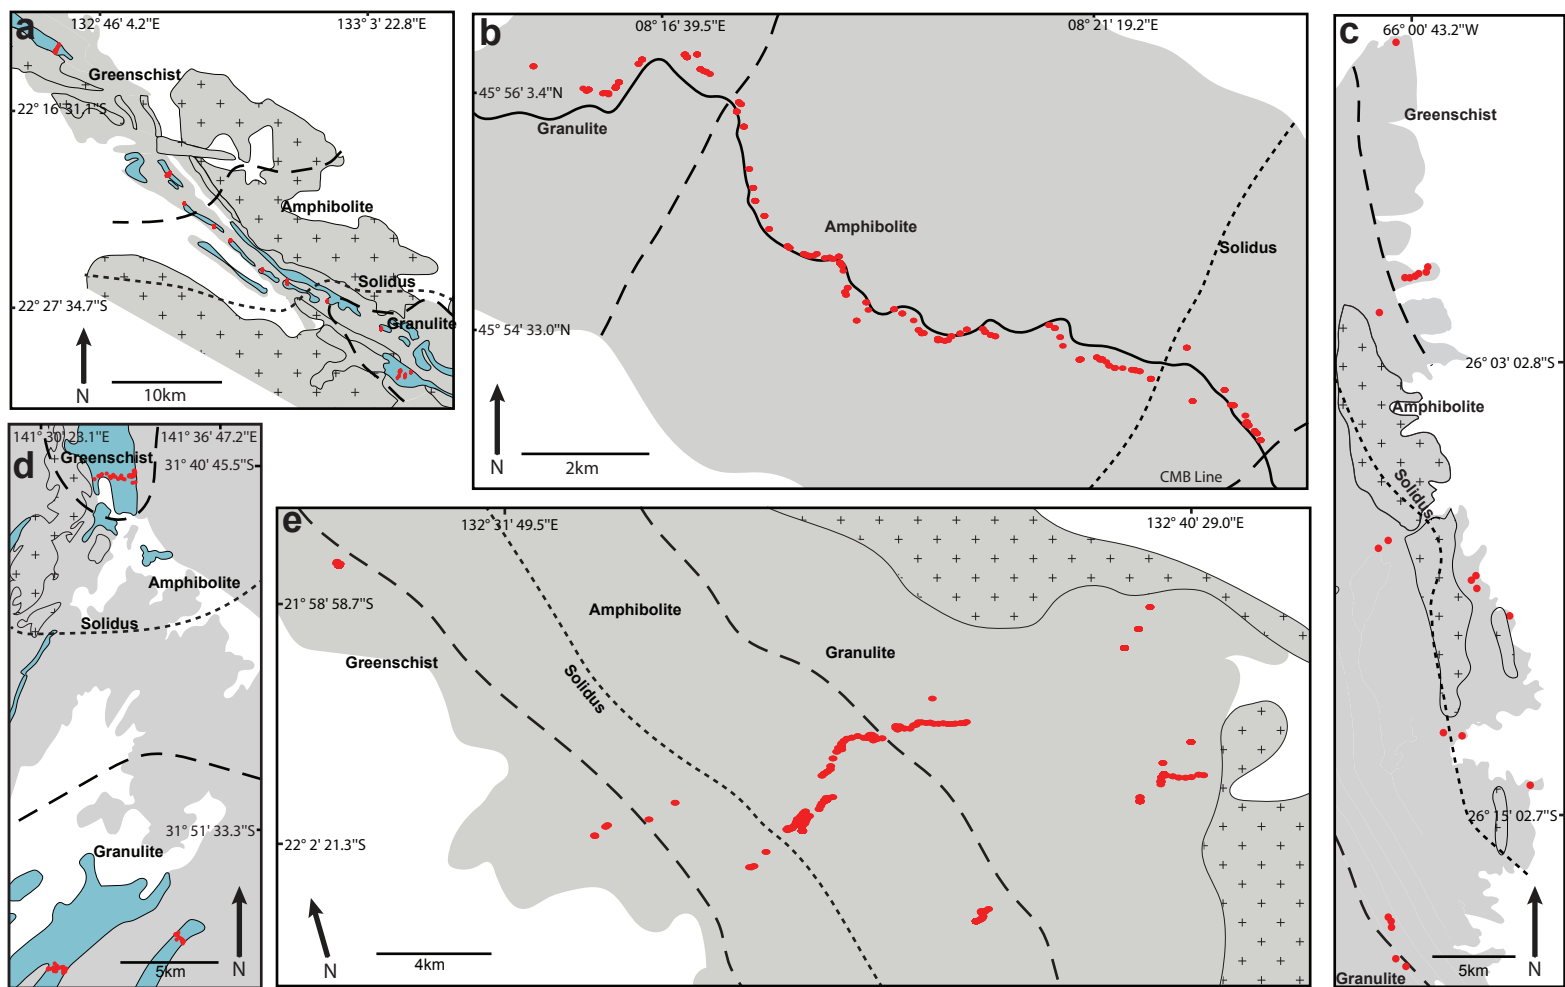 a
132° 46' 4.2"E
133° 3' 22.8"E
Greenschist
22° 16' 31.1"S
Amphibolite
Solidus
22° 27' 34.7"S
Granulite
N
10km
b
08° 16' 39.5"E
08° 21' 19.2"E
45° 56' 3.4"N
Granulite
Amphibolite
Solidus
45° 54' 33.0"N
N
2km
CMB Line
c
66° 00' 43.2"W
Greenschist
26° 03' 02.8"S
Amphibolite
Solidus
26° 15' 02.7"S
N
5km
Granulite
d
141° 30' 23.1"E
141° 36' 47.2"E
Greenschist
31° 40' 45.5"S
Amphibolite
Solidus
31° 51' 33.3"S
Granulite
5km
N
e
132° 31' 49.5"E
132° 40' 29.0"E
21° 58' 58.7"S
Amphibolite
Greenschist
Granulite
Solidus
22° 2' 21.3"S
N
4km